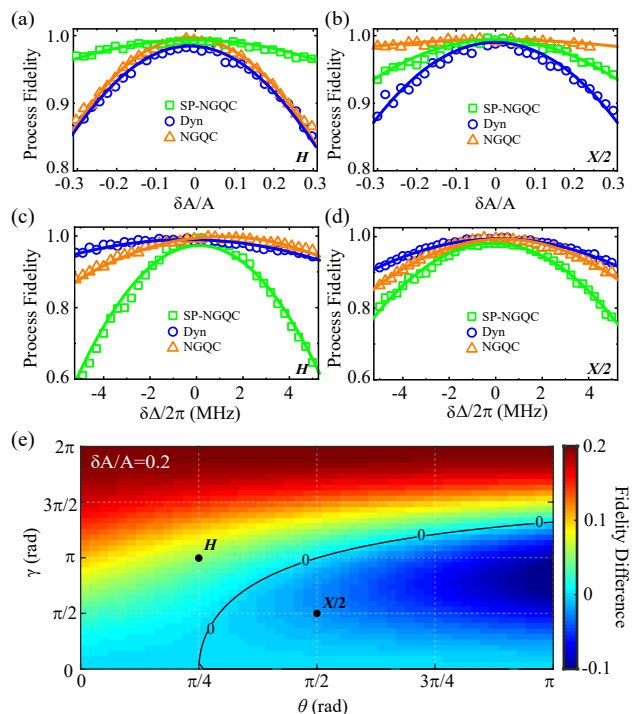 (a)
Process Fidelity
1.0
0.9
0.8
SP-NGQC
Dyn
NGQC
H
-0.3 -0.2 -0.1 0 0.1 0.2 0.3
δA/A
(b)
Process Fidelity
1.0
0.9
0.8
SP-NGQC
Dyn
NGQC
X/2
-0.3 -0.2 -0.1 0 0.1 0.2 0.3
δA/A
(c)
Process Fidelity
1.0
0.8
0.6
SP-NGQC
Dyn
NGQC
H
-4 -2 0 2 4
δΔ/2π (MHz)
(d)
Process Fidelity
1.0
0.8
0.6
SP-NGQC
Dyn
NGQC
X/2
-4 -2 0 2 4
δΔ/2π (MHz)
(e)
δA/A=0.2
γ (rad)
2π
3π/2
π
π/2
0
H
X/2
0
0
0
0
0 π/4 π/2 3π/4 π
θ (rad)
0.2
0.1
0
-0.1
Fidelity Difference